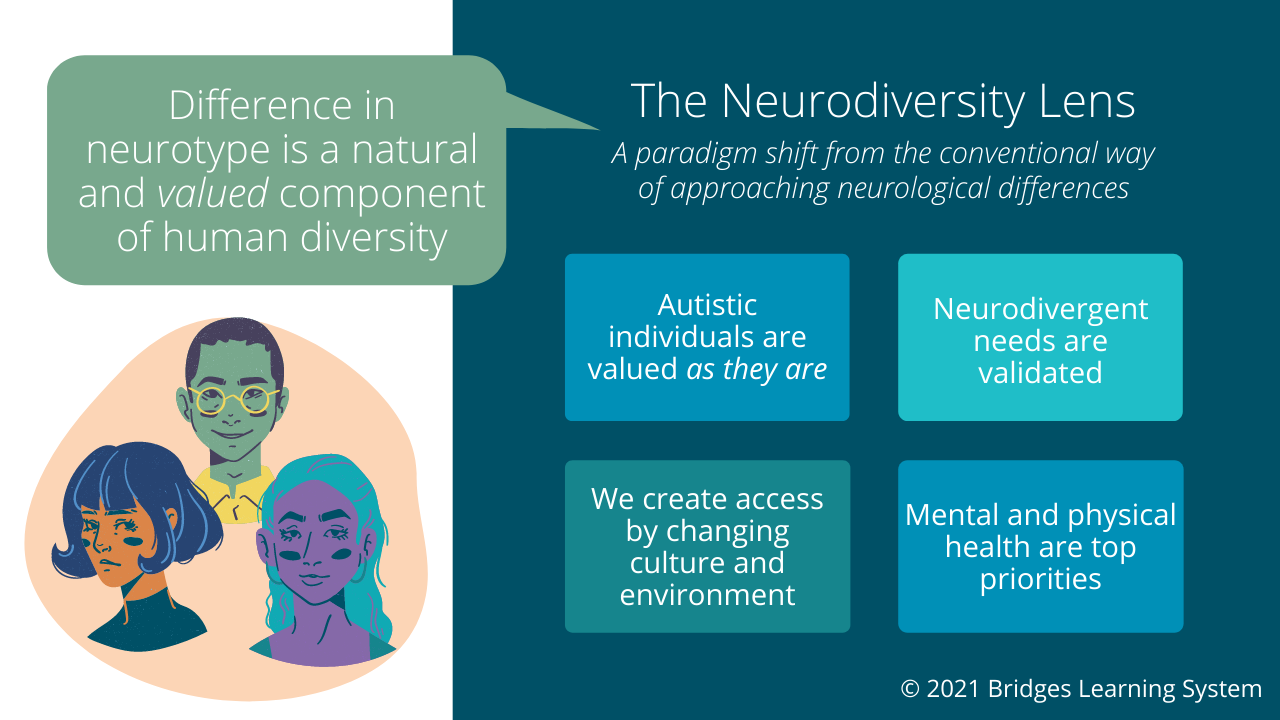 Difference in
neurotype is a natural
and valued component
of human diversity
The Neurodiversity Lens
A paradigm shift from the conventional way
of approaching neurological differences
Autistic
individuals are
valued as they are
Neurodivergent
needs are
validated
We create access
by changing
culture and
environment
Mental and physical
health are top
priorities
© 2021 Bridges Learning System